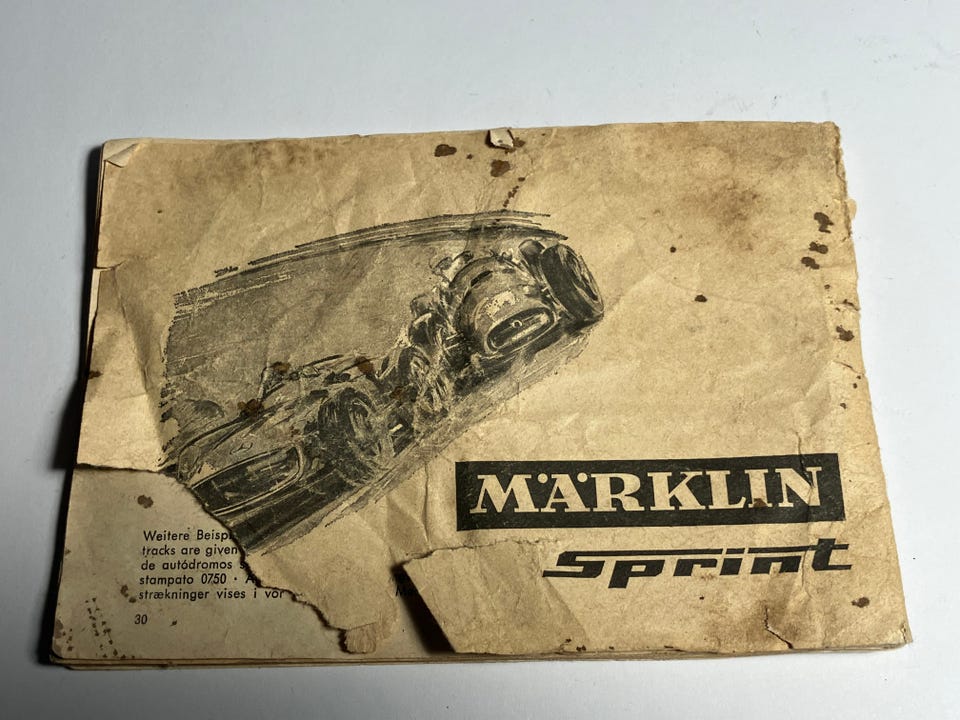 MÄRKLIN
Sprint
Weitere Beisp
tracks are given
de autódromos s
stampato 0750 · A
strækninger vises i vor
30